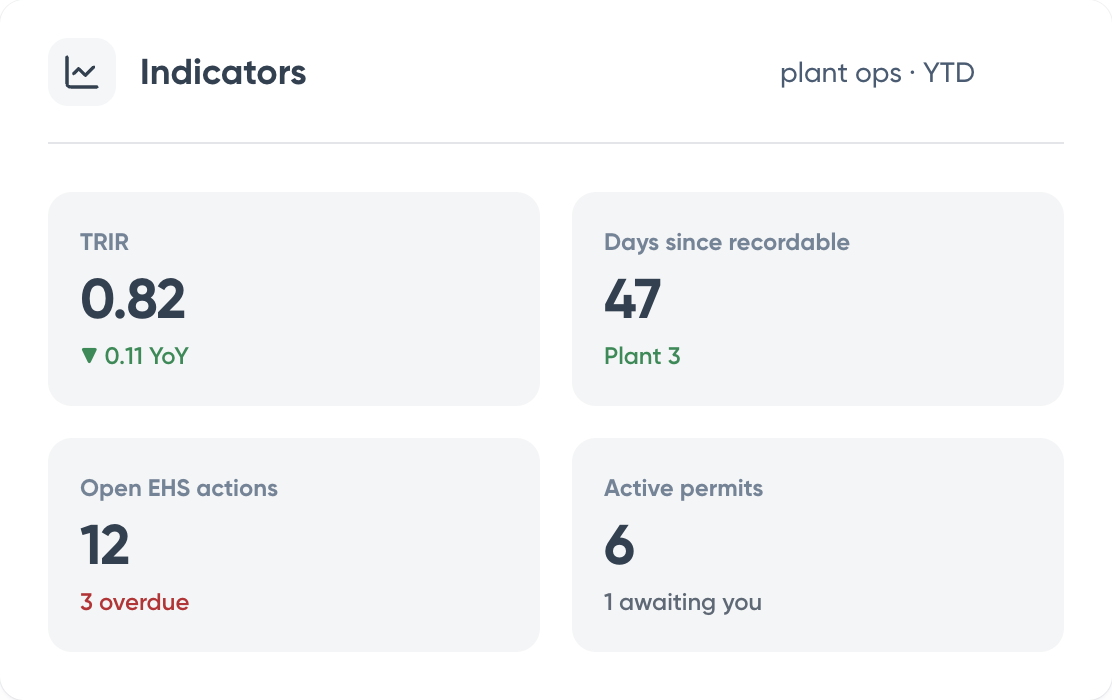 Indicators
plant ops · YTD
TRIR
0.82
▼ 0.11 YoY
Days since recordable
47
Plant 3
Open EHS actions
12
3 overdue
Active permits
6
1 awaiting you